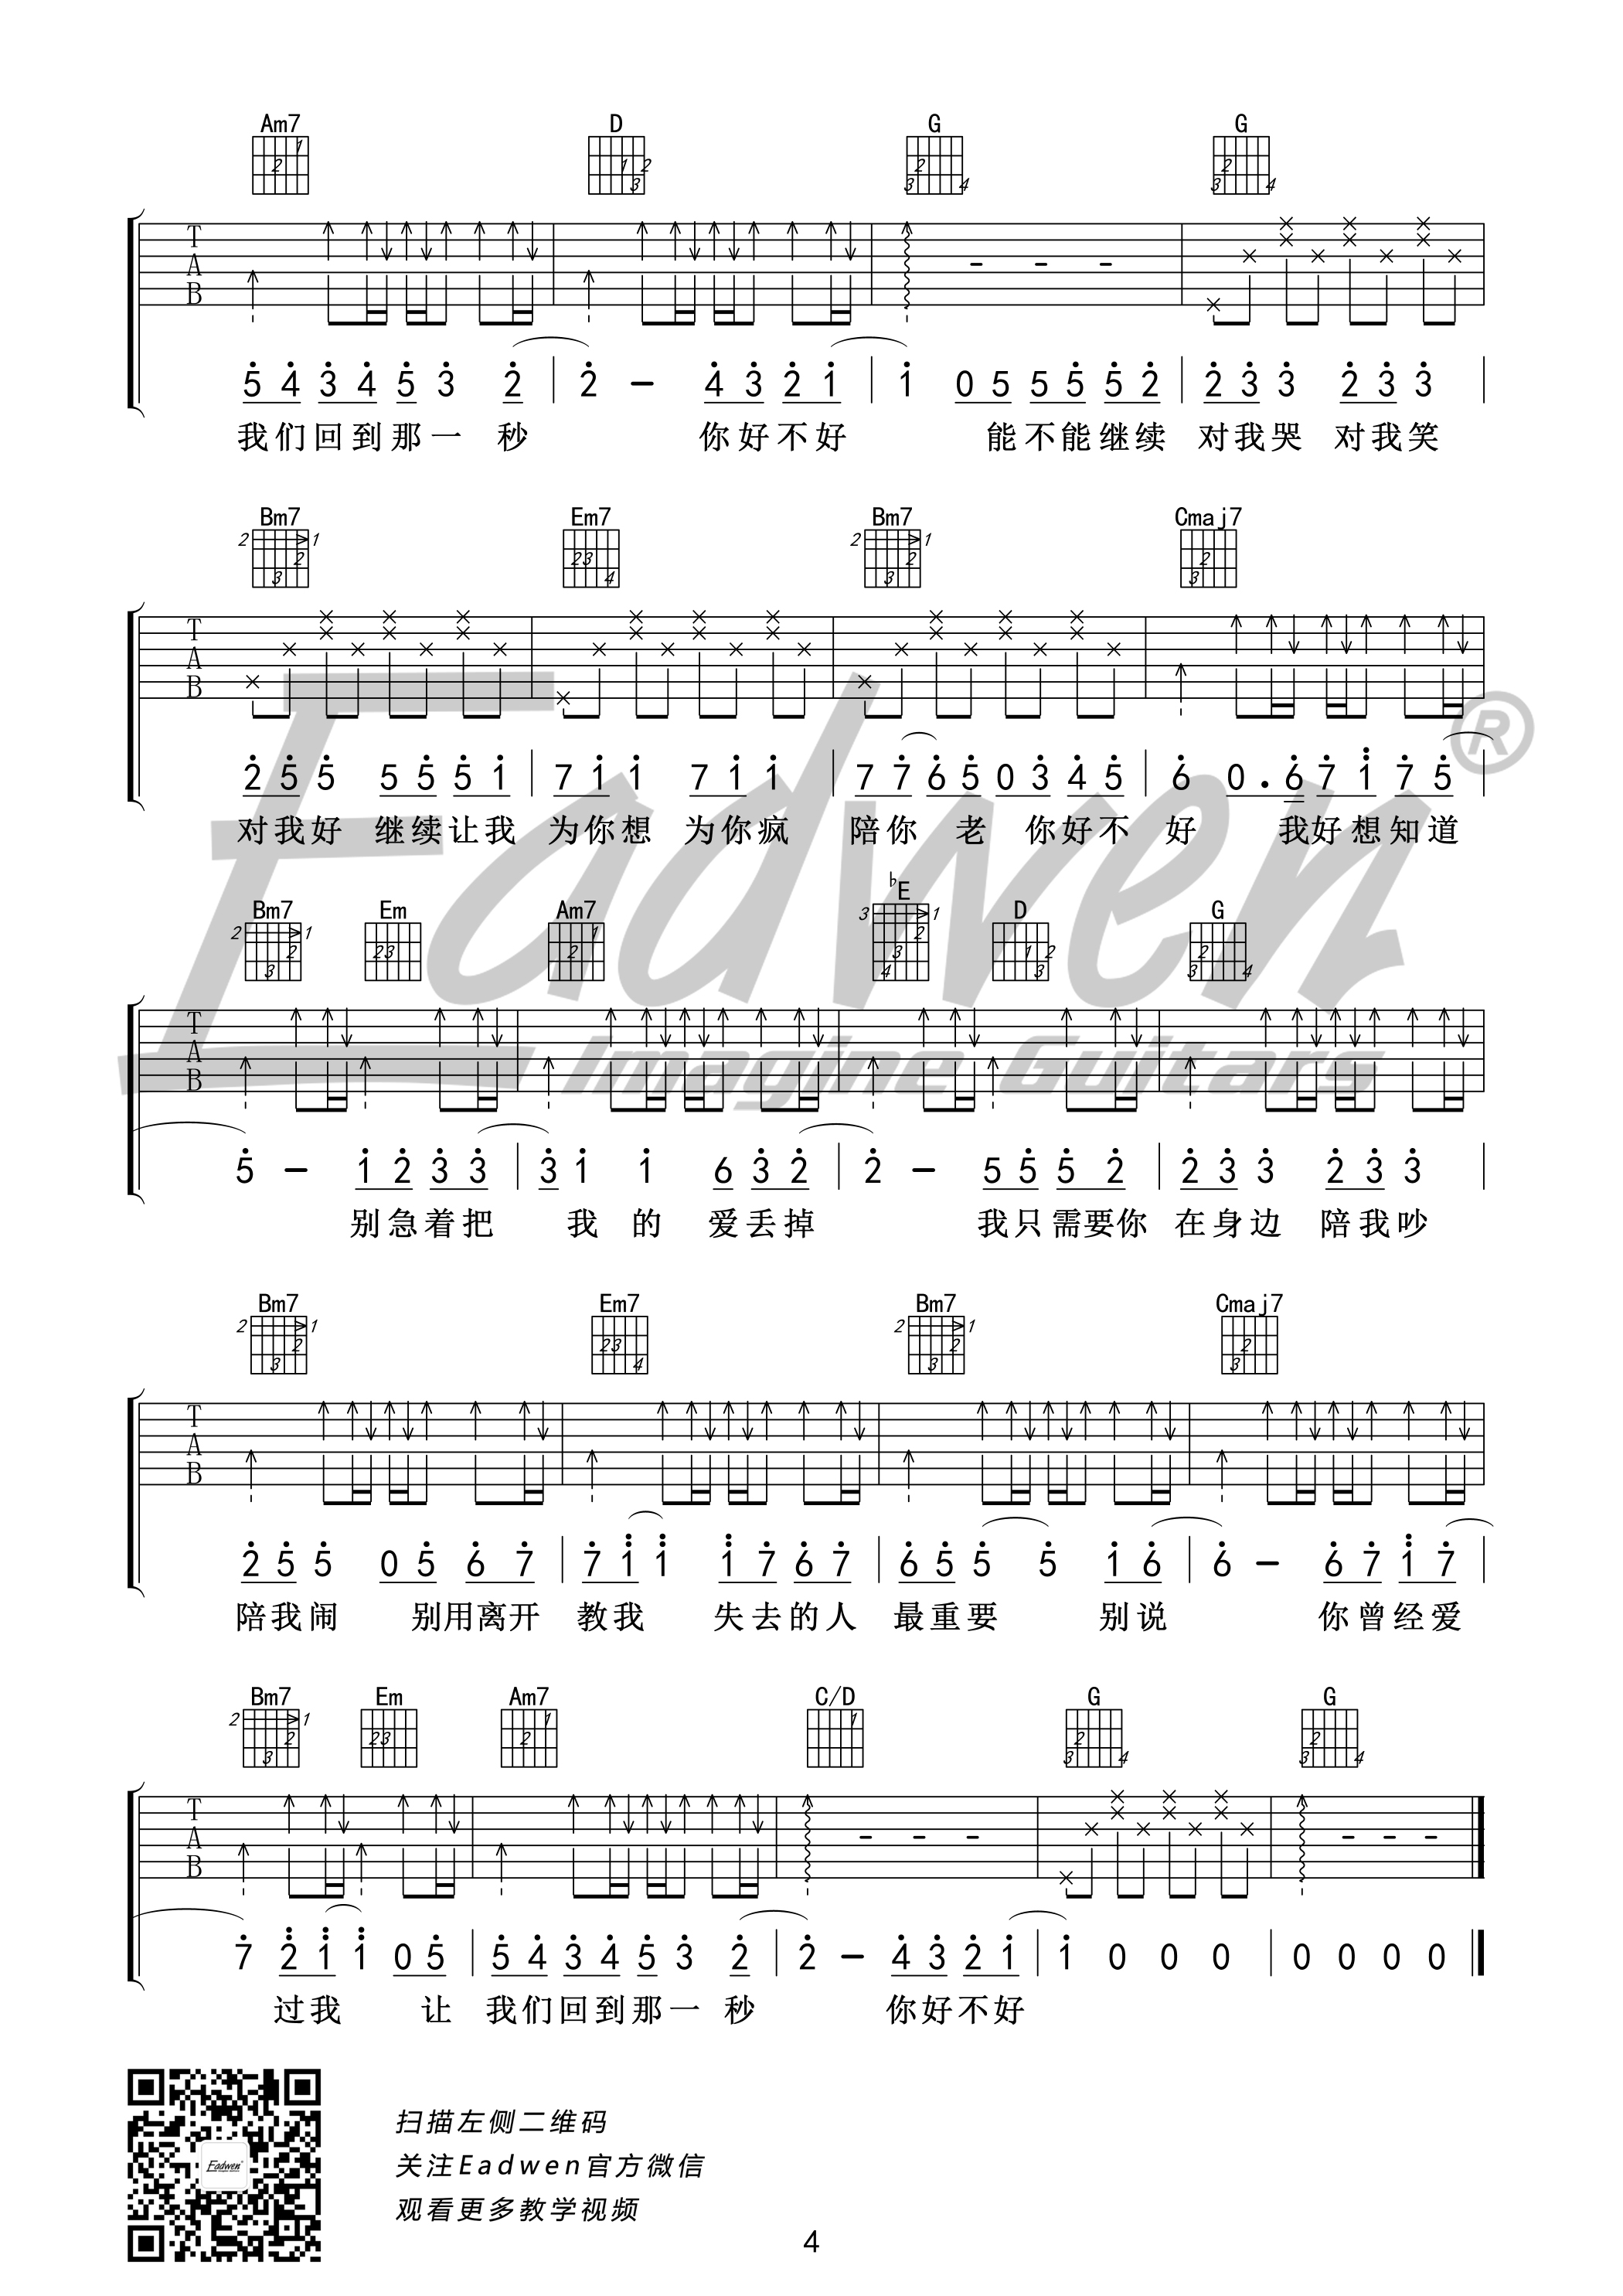 Am7 D G G
T A B
5 4 3 4 5 3 2 | 2 - 4 3 2 1 | 1 0 5 5 5 5 2 | 2 3 3 2 3 3 |
我们回到那一 秒 你好不好 能不能继续 对我哭 对我笑
Bm7 Em7 Bm7 Cmaj7
2 1 2 3 2 3 4 2 1 2 3 2 3
T A B
2 5 5 5 5 5 1 | 7 1 1 7 1 1 | 7 7 6 5 0 3 4 5 | 6 0. 6 7 1 7 5 |
对我好 继续让我 为你想 为你疯 陪你 老 你好不 好 我好想知道
Bm7 Em Am7 ♭E D G
T A B
5 - 1 2 3 3 | 3 1 1 6 3 2 | 2 - 5 5 5 2 | 2 3 3 2 3 3 |
别急着把 我 的 爱丢掉 我只需要你 在身边 陪我吵
Bm7 Em7 Bm7 Cmaj7
T A B
2 5 5 0 5 6 7 | 7 1 1 1 7 6 7 | 6 5 5 5 1 6 | 6 - 6 7 1 7 |
陪我闹 别用离开 教我 失去的人 最重要 别说 你曾经爱
Bm7 Em Am7 C/D G G
T A B
7 2 1 1 0 5 | 5 4 3 4 5 3 2 | 2 - 4 3 2 1 | 1 0 0 0 | 0 0 0 0
过我 让 我们回到那一 秒 你好不好
Eadwen®
Imagine Guitars
扫描左侧二维码
关注Eadwen官方微信
观看更多教学视频
4